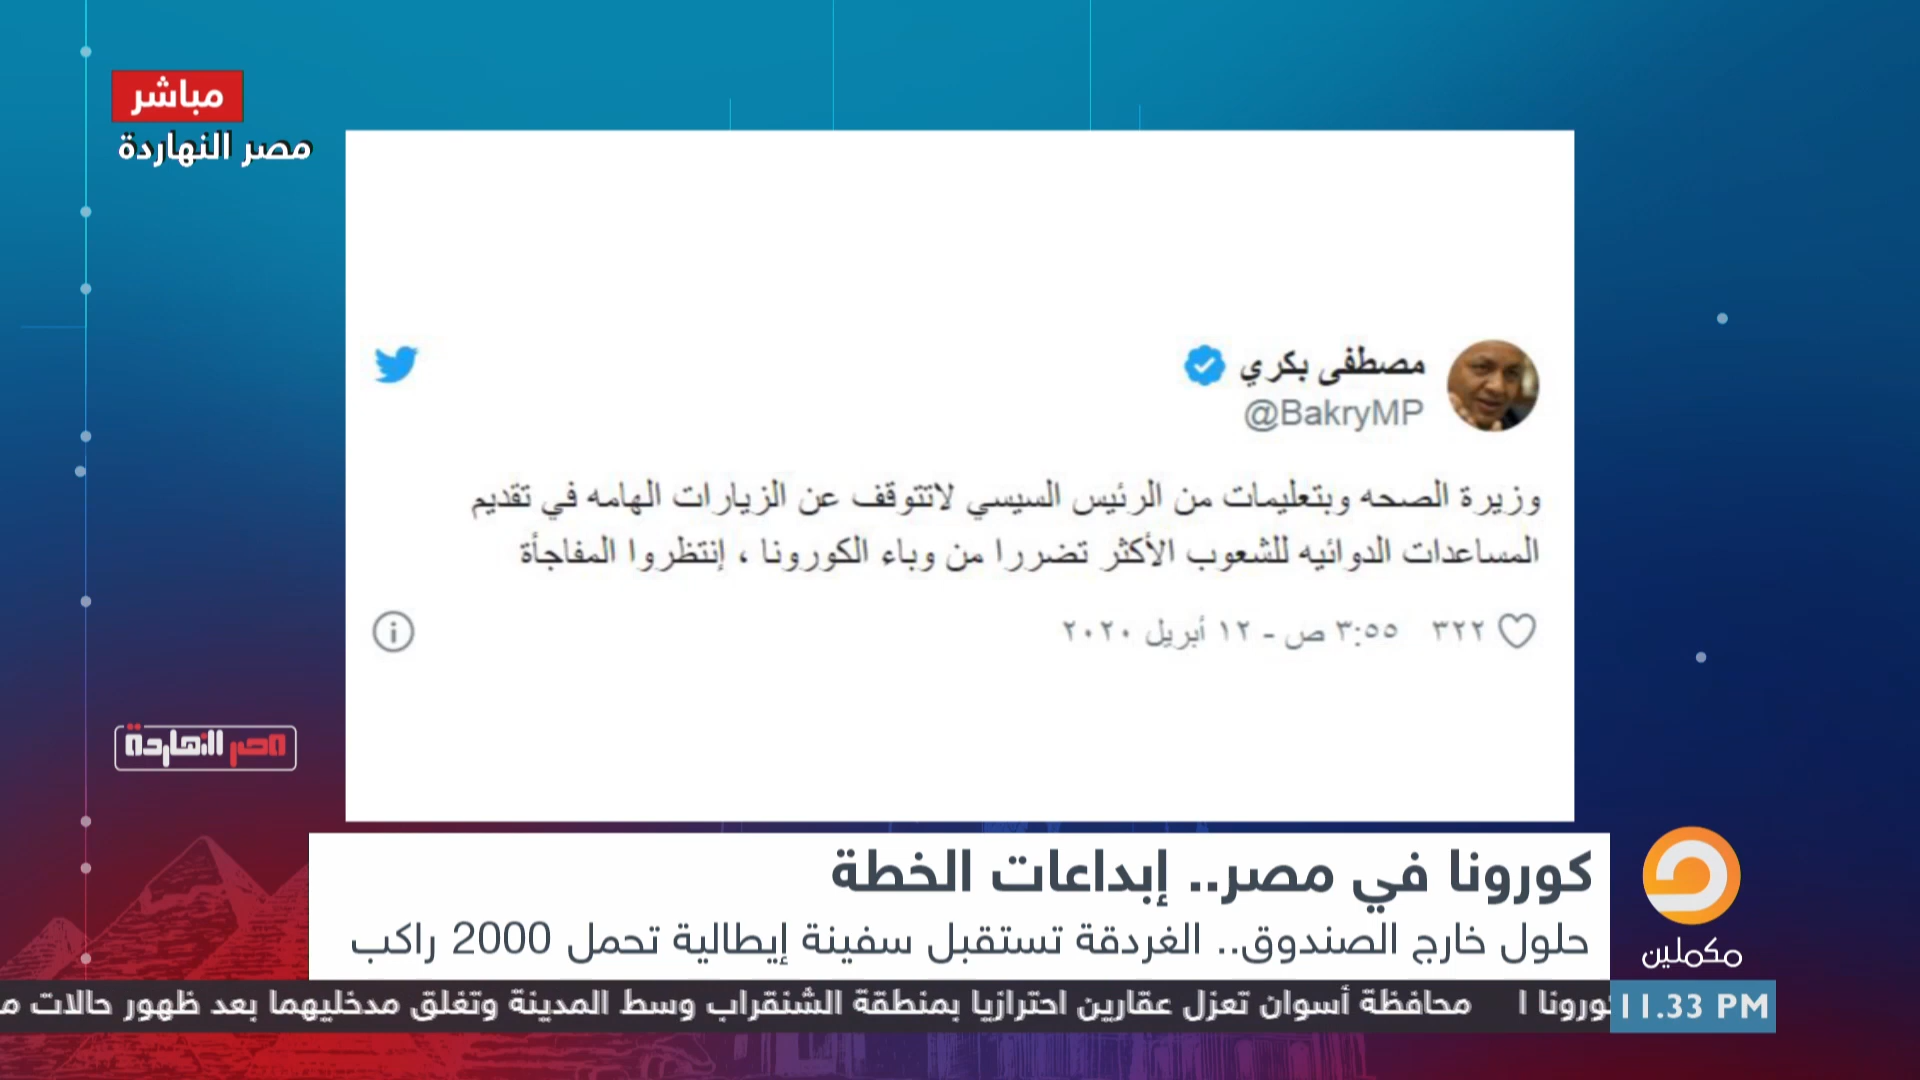 مباشر
مصر النهاردة
مصطفى بكري
@BakryMP
وزيرة الصحه وبتعليمات من الرئيس السيسي لاتتوقف عن الزيارات الهامه في تقديم
المساعدات الدوائيه للشعوب الأكثر تضررا من وباء الكورونا ، إنتظروا المفاجأة
٣٢٢ ٣:٥٥ ص - ١٢ أبريل ٢٠٢٠
مصر النهاردة
كورونا في مصر.. إبداعات الخطة
حلول خارج الصندوق.. الغردقة تستقبل سفينة إيطالية تحمل 2000 راكب
مكملين
محافظة أسوان تعزل عقارين احترازيا بمنطقة الشنقراب وسط المدينة وتغلق مدخليهما بعد ظهور حالات
11.33 PM